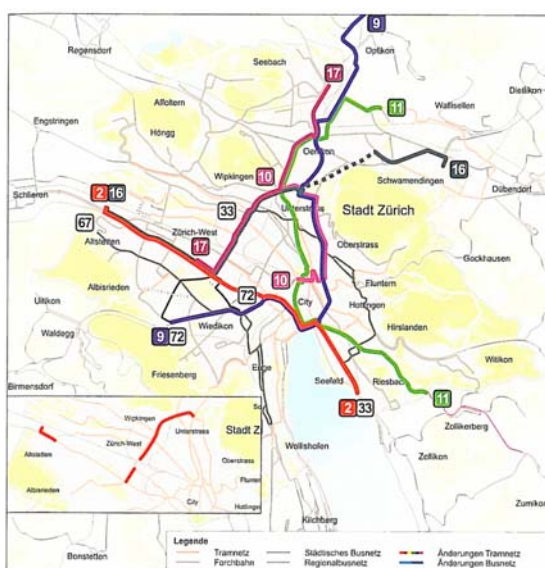 9
Regensdorf
Seebach
Opfikon
17
Affoltern
11
Wallisellen
Dietlikon
Engstringen
Höngg
Oerlikon
Wipkingen
10
16
Schwamendingen
Schlieren
2 16
33
Unterstrass
Dübendorf
67
Zürich-West
Stadt Zürich
Altstetten
17
Oberstrass
Gockhausen
Albisrieden
10
Fluntern
72
City
Uitikon
Hottingen
Wiedikon
Hirslanden
Waldegg
9 72
Witikon
Friesenberg
Enge
Seefeld
Riesbach
Birmensdorf
2 33
11
Wipkingen
Unterstrass
Stadt Z
Zollikerberg
Altstetten
Zürich-West
Oberstrass
Wollishofen
Zollikon
Albisrieden
Fluntern
City
Hottingen
Zumikon
Kilchberg
Bonstetten
Legende
Tramnetz
Städtisches Busnetz
Änderungen Tramnetz
Forchbahn
Regionalbusnetz
Änderungen Busnetz